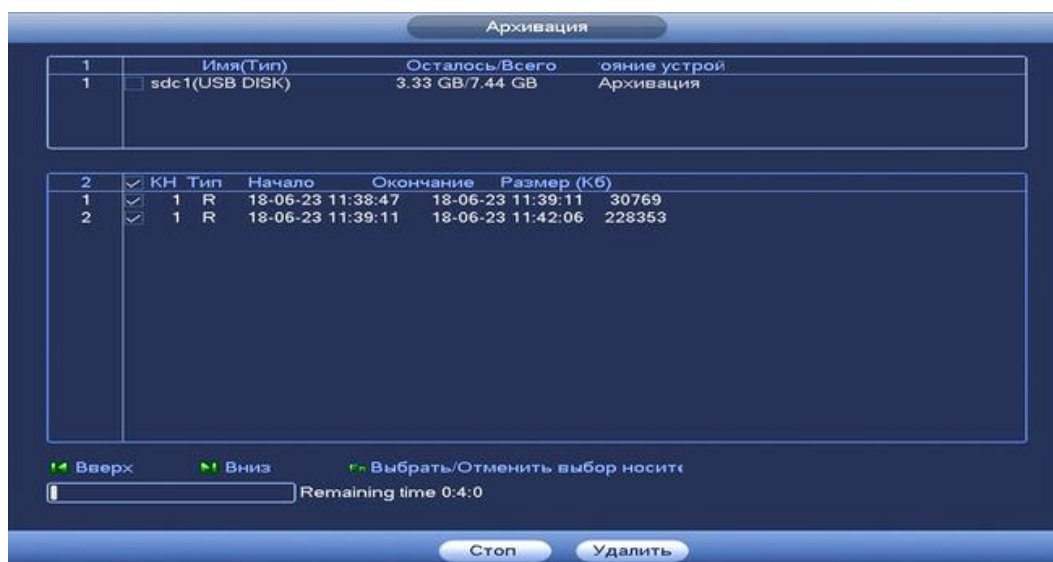 Архивация
1 Имя(Тип) Осталось/Всего ояние устрой
1 sdc1(USB DISK) 3.33 GB/7.44 GB Архивация
2 КН Тип Начало Окончание Размер (Кб)
1 1 R 18-06-23 11:38:47 18-06-23 11:39:11 30769
2 1 R 18-06-23 11:39:11 18-06-23 11:42:06 228353
Вверх Вниз Fn Выбрать/Отменить выбор носите
Remaining time 0:4:0
Стоп Удалить